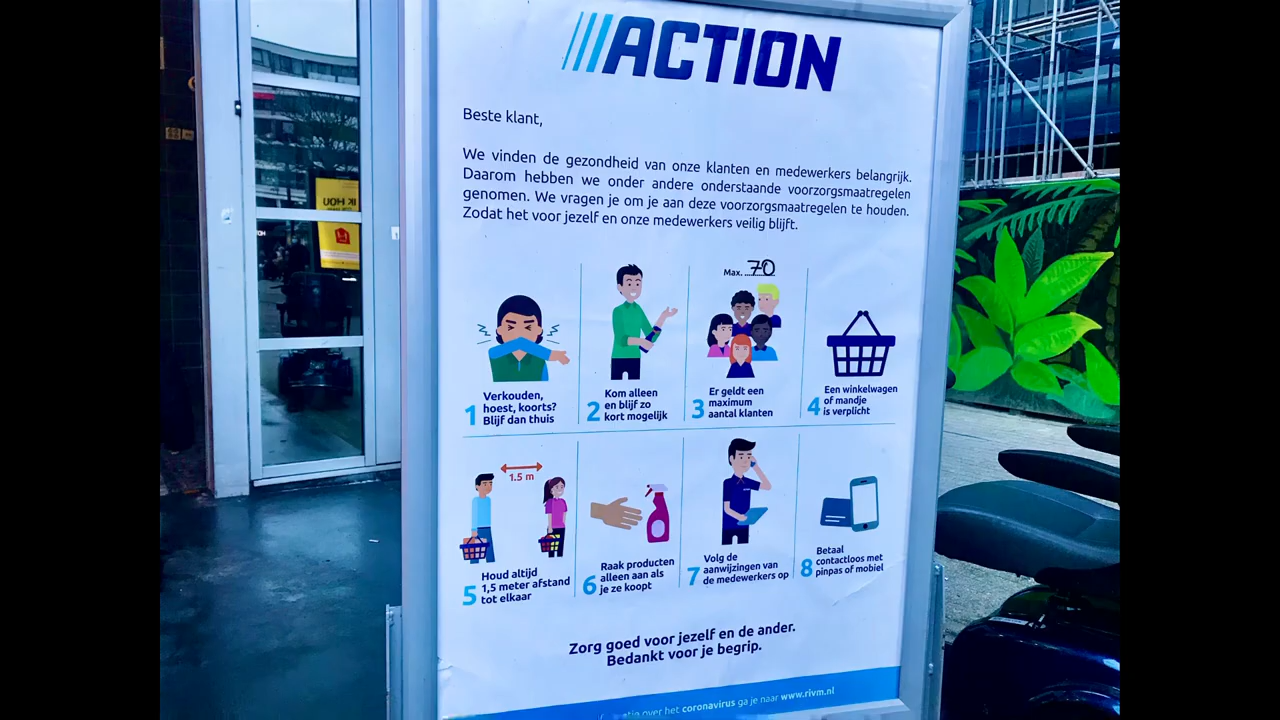 ACTION
Beste klant,
We vinden de gezondheid van onze klanten en medewerkers belangrijk.
Daarom hebben we onder andere onderstaande voorzorgsmaatregelen
genomen. We vragen je om je aan deze voorzorgsmaatregelen te houden.
Zodat het voor jezelf en onze medewerkers veilig blijft.
1 Verkouden,
hoest, koorts?
Blijf dan thuis
2 Kom alleen
en blijf zo
kort mogelijk
Max. 70
3 Er geldt een
maximum
aantal klanten
4 Een winkelwagen
of mandje
is verplicht
1.5 m
5 Houd altijd
1,5 meter afstand
tot elkaar
6 Raak producten
alleen aan als
je ze koopt
7 Volg de
aanwijzingen van
de medewerkers op
8 Betaal
contactloos met
pinpas of mobiel
Zorg goed voor jezelf en de ander.
Bedankt voor je begrip.
over het coronavirus ga je naar www.rivm.nl